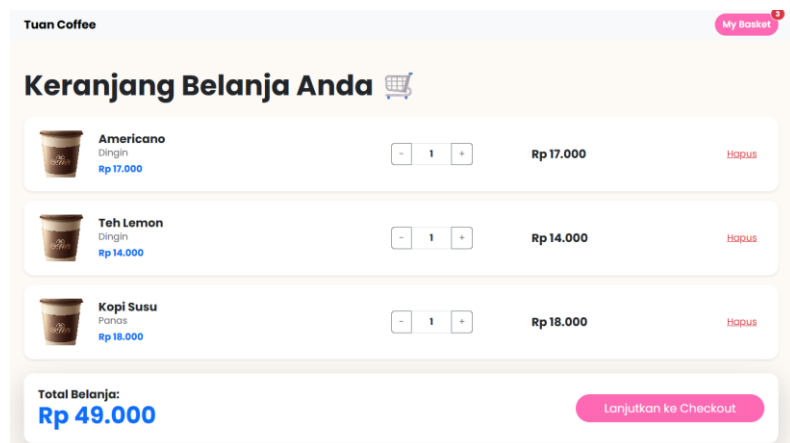 Tuan Coffee
My Basket
3
Keranjang Belanja Anda
Americano
Dingin
Rp 17.000
- 1 +
Rp 17.000
Hapus
Teh Lemon
Dingin
Rp 14.000
- 1 +
Rp 14.000
Hapus
Kopi Susu
Panas
Rp 18.000
- 1 +
Rp 18.000
Hapus
Total Belanja:
Rp 49.000
Lanjutkan ke Checkout